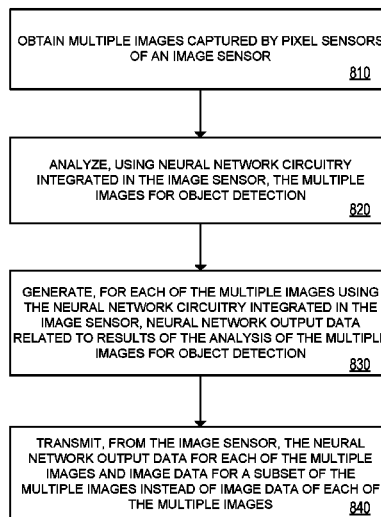 OBTAIN MULTIPLE IMAGES CAPTURED BY PIXEL SENSORS
OF AN IMAGE SENSOR
810
ANALYZE, USING NEURAL NETWORK CIRCUITRY
INTEGRATED IN THE IMAGE SENSOR, THE MULTIPLE
IMAGES FOR OBJECT DETECTION
820
GENERATE, FOR EACH OF THE MULTIPLE IMAGES USING
THE NEURAL NETWORK CIRCUITRY INTEGRATED IN THE
IMAGE SENSOR, NEURAL NETWORK OUTPUT DATA
RELATED TO RESULTS OF THE ANALYSIS OF THE MULTIPLE
IMAGES FOR OBJECT DETECTION
830
TRANSMIT, FROM THE IMAGE SENSOR, THE NEURAL
NETWORK OUTPUT DATA FOR EACH OF THE MULTIPLE
IMAGES AND IMAGE DATA FOR A SUBSET OF THE
MULTIPLE IMAGES INSTEAD OF IMAGE DATA OF EACH OF
THE MULTIPLE IMAGES
840